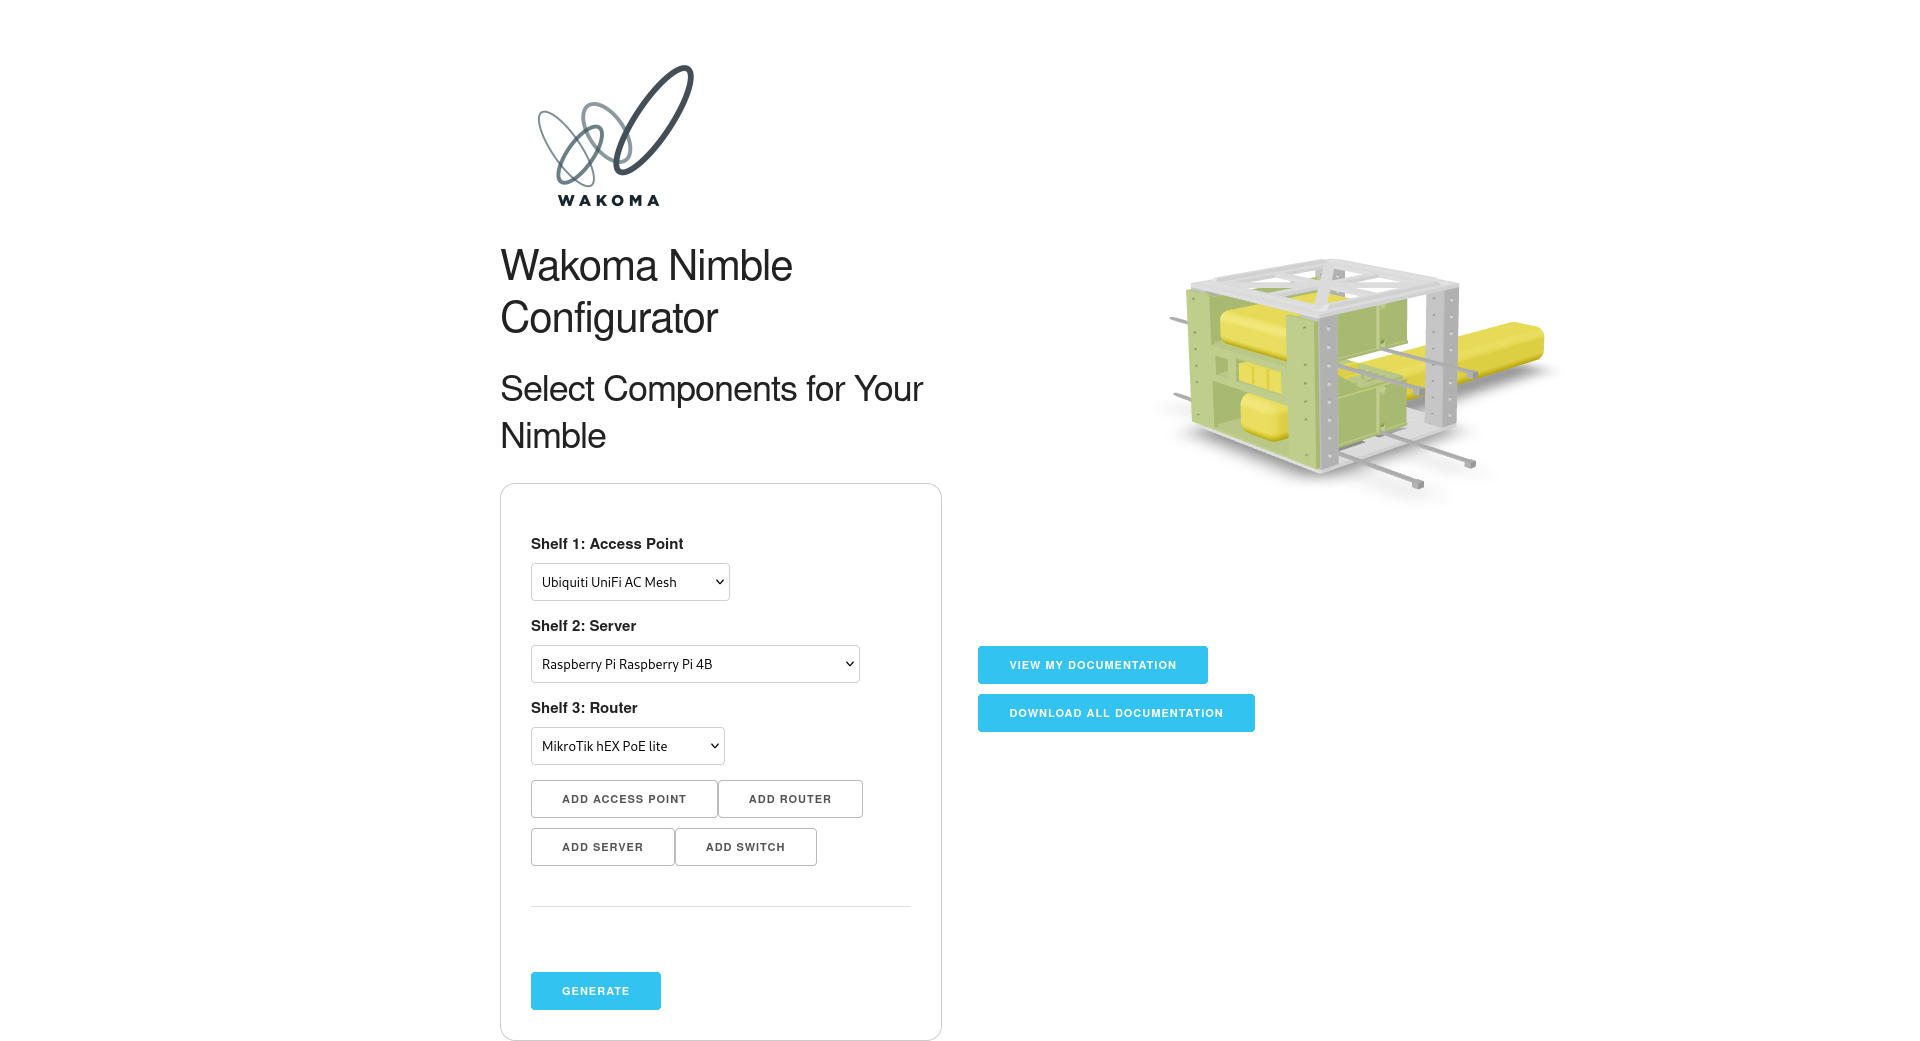 WAKOMA
Wakoma Nimble
Configurator
Select Components for Your
Nimble
Shelf 1: Access Point
Ubiquiti UniFi AC Mesh
Shelf 2: Server
Raspberry Pi Raspberry Pi 4B
Shelf 3: Router
MikroTik hEX PoE lite
ADD ACCESS POINT ADD ROUTER
ADD SERVER ADD SWITCH
GENERATE
VIEW MY DOCUMENTATION
DOWNLOAD ALL DOCUMENTATION